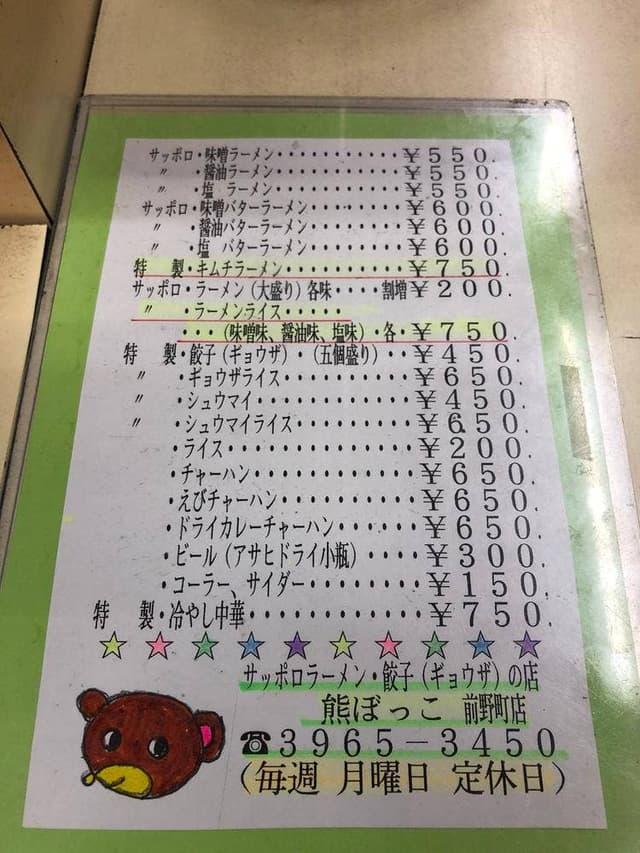 サッポロ・味噌ラーメン・・・・・・・・・・・￥５５０.
〃　・醤油ラーメン・・・・・・・・・・・￥５５０.
〃　・塩　ラーメン・・・・・・・・・・・￥５５０.
サッポロ・味噌バターラーメン・・・・・・・・￥６００.
〃　・醤油バターラーメン・・・・・・・・￥６００.
〃　・塩　バターラーメン・・・・・・・・￥６００.
特　製・キムチラーメン・・・・・・・・・・￥７５０.
サッポロ・ラーメン（大盛り）各味・・・・割増￥２００.
〃　・ラーメンライス・・・・・
・・・（味噌味、醤油味、塩味）・各・￥７５０.
特　製・餃子（ギョウザ）・（五個盛り）・・￥４５０.
〃　・ギョウザライス・・・・・・・・・￥６５０.
〃　・シュウマイ・・・・・・・・・・・￥４５０.
〃　・シュウマイライス・・・・・・・・￥６５０.
・ライス・・・・・・・・・・・・・￥２００.
・チャーハン・・・・・・・・・・・￥６５０.
・えびチャーハン・・・・・・・・・￥６５０.
・ドライカレーチャーハン・・・・・￥６５０.
・ビール（アサヒドライ小瓶）・・・・￥３００.
・コーラー、サイダー・・・・・・・￥１５０.
特　製・冷やし中華・・・・・・・・・・・￥７５０.
サッポロラーメン・餃子（ギョウザ）の店
熊ぼっこ　前野町店
☎３９６５－３４５０
（毎週　月曜日　定休日）